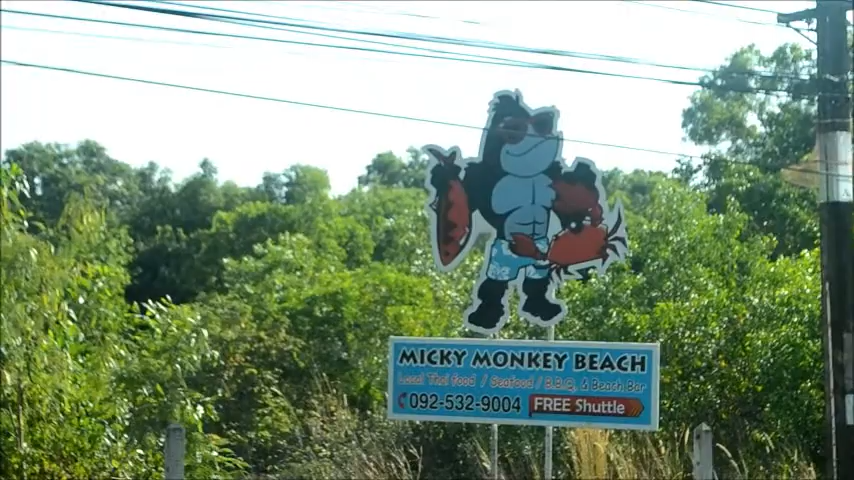 MICKY MONKEY BEACH
Local Thai food / Seafood / B.B.Q. & Beach Bar
092-532-9004 FREE Shuttle